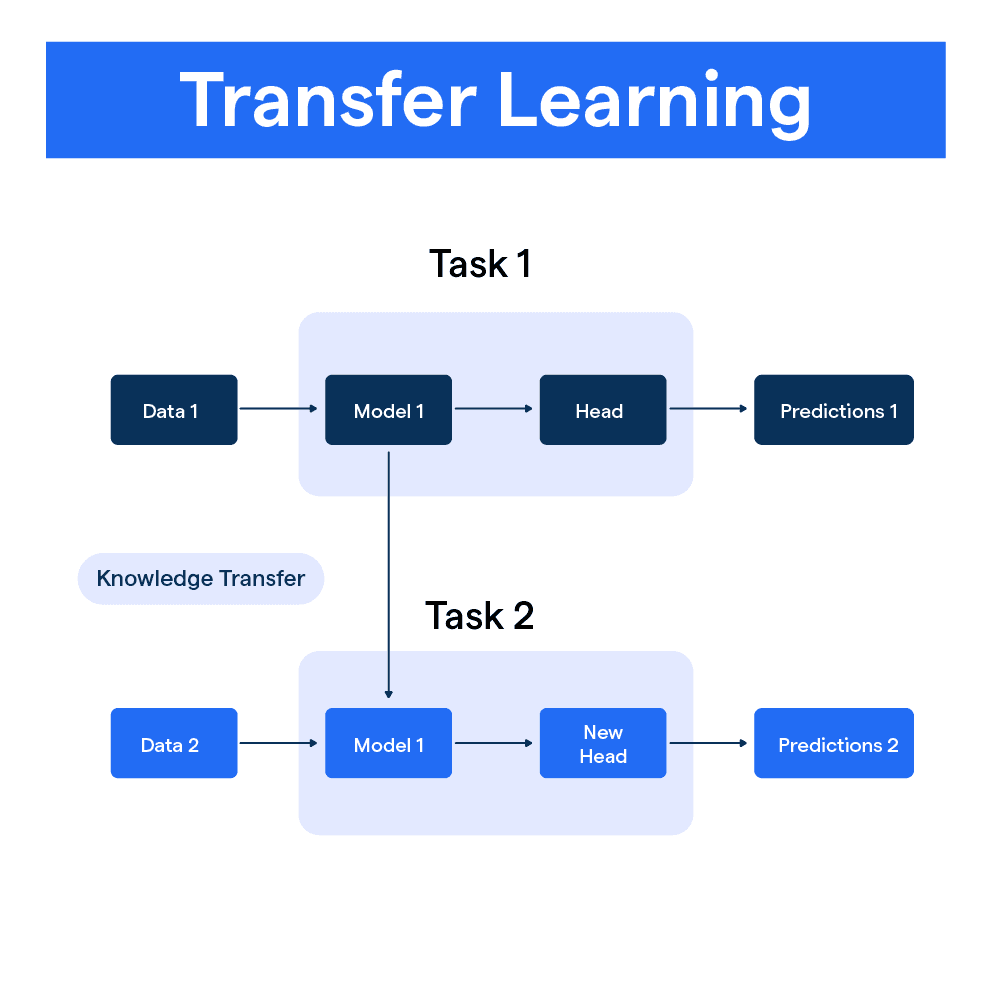 Transfer Learning
Task 1
Data 1
Model 1
Head
Predictions 1
Knowledge Transfer
Task 2
Data 2
Model 1
New
Head
Predictions 2